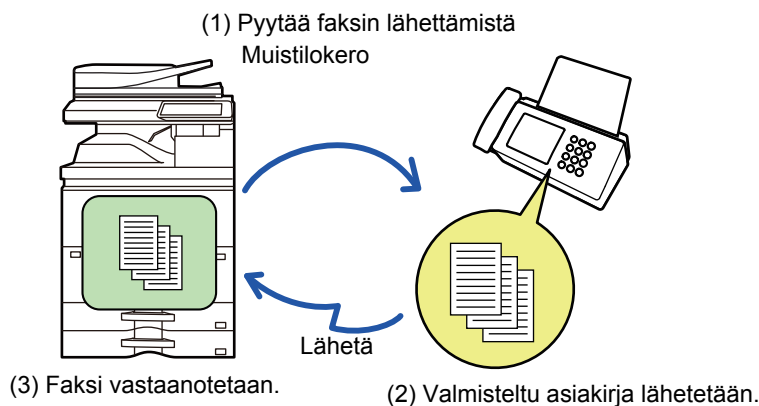 (1) Pyytää faksin lähettämistä
Muistilokero
Lähetä
(3) Faksi vastaanotetaan.
(2) Valmisteltu asiakirja lähetetään.